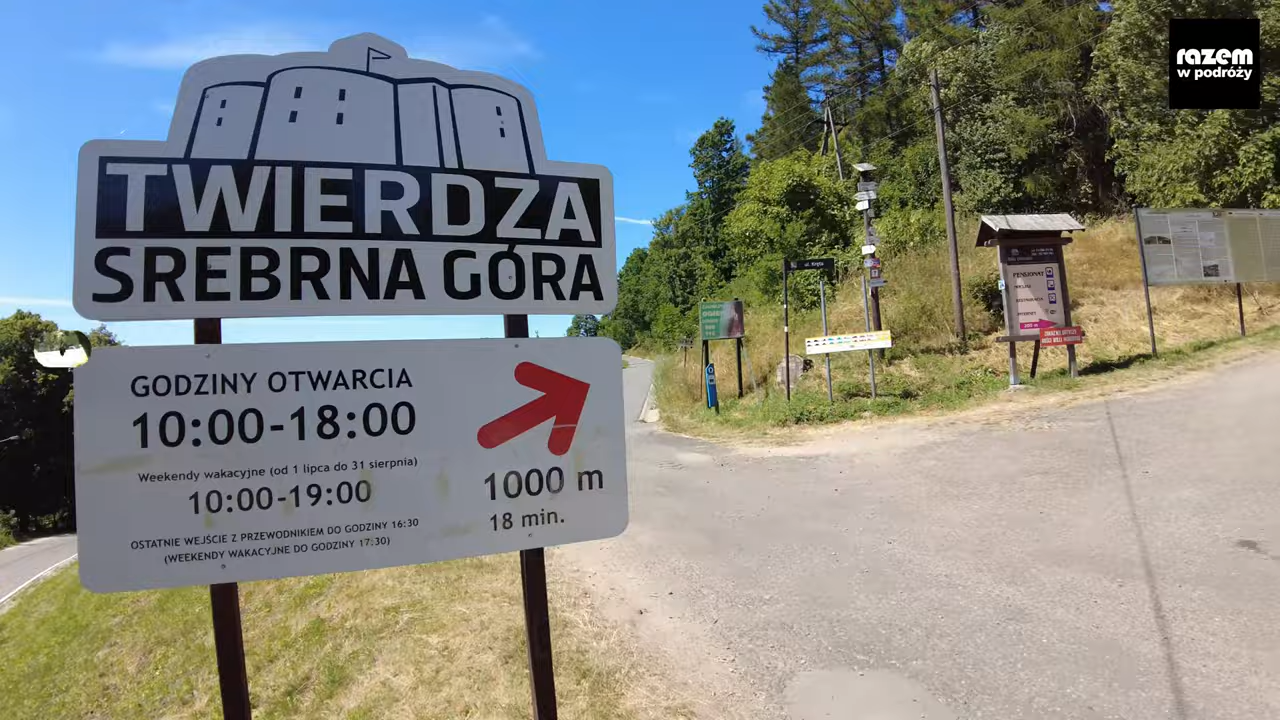 TWIERDZA
SREBRNA GÓRA
GODZINY OTWARCIA
10:00-18:00
Weekendy wakacyjne (od 1 lipca do 31 sierpnia)
10:00-19:00
OSTATNIE WEJŚCIE Z PRZEWODNIKIEM DO GODZINY 16:30
(WEEKENDY WAKACYJNE DO GODZINY 17:30)
1000 m
18 min.
razem
w podróży
PENSJONAT